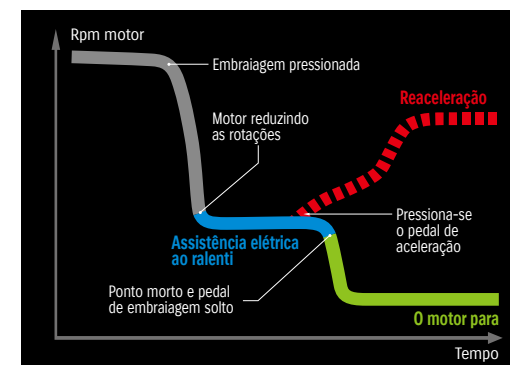 Rpm motor
Embraiagem pressionada
Reaceleração
Motor reduzindo
as rotações
Pressiona-se
o pedal de
aceleração
Assistência elétrica
ao ralenti
Ponto morto e pedal
de embraiagem solto
O motor para
Tempo